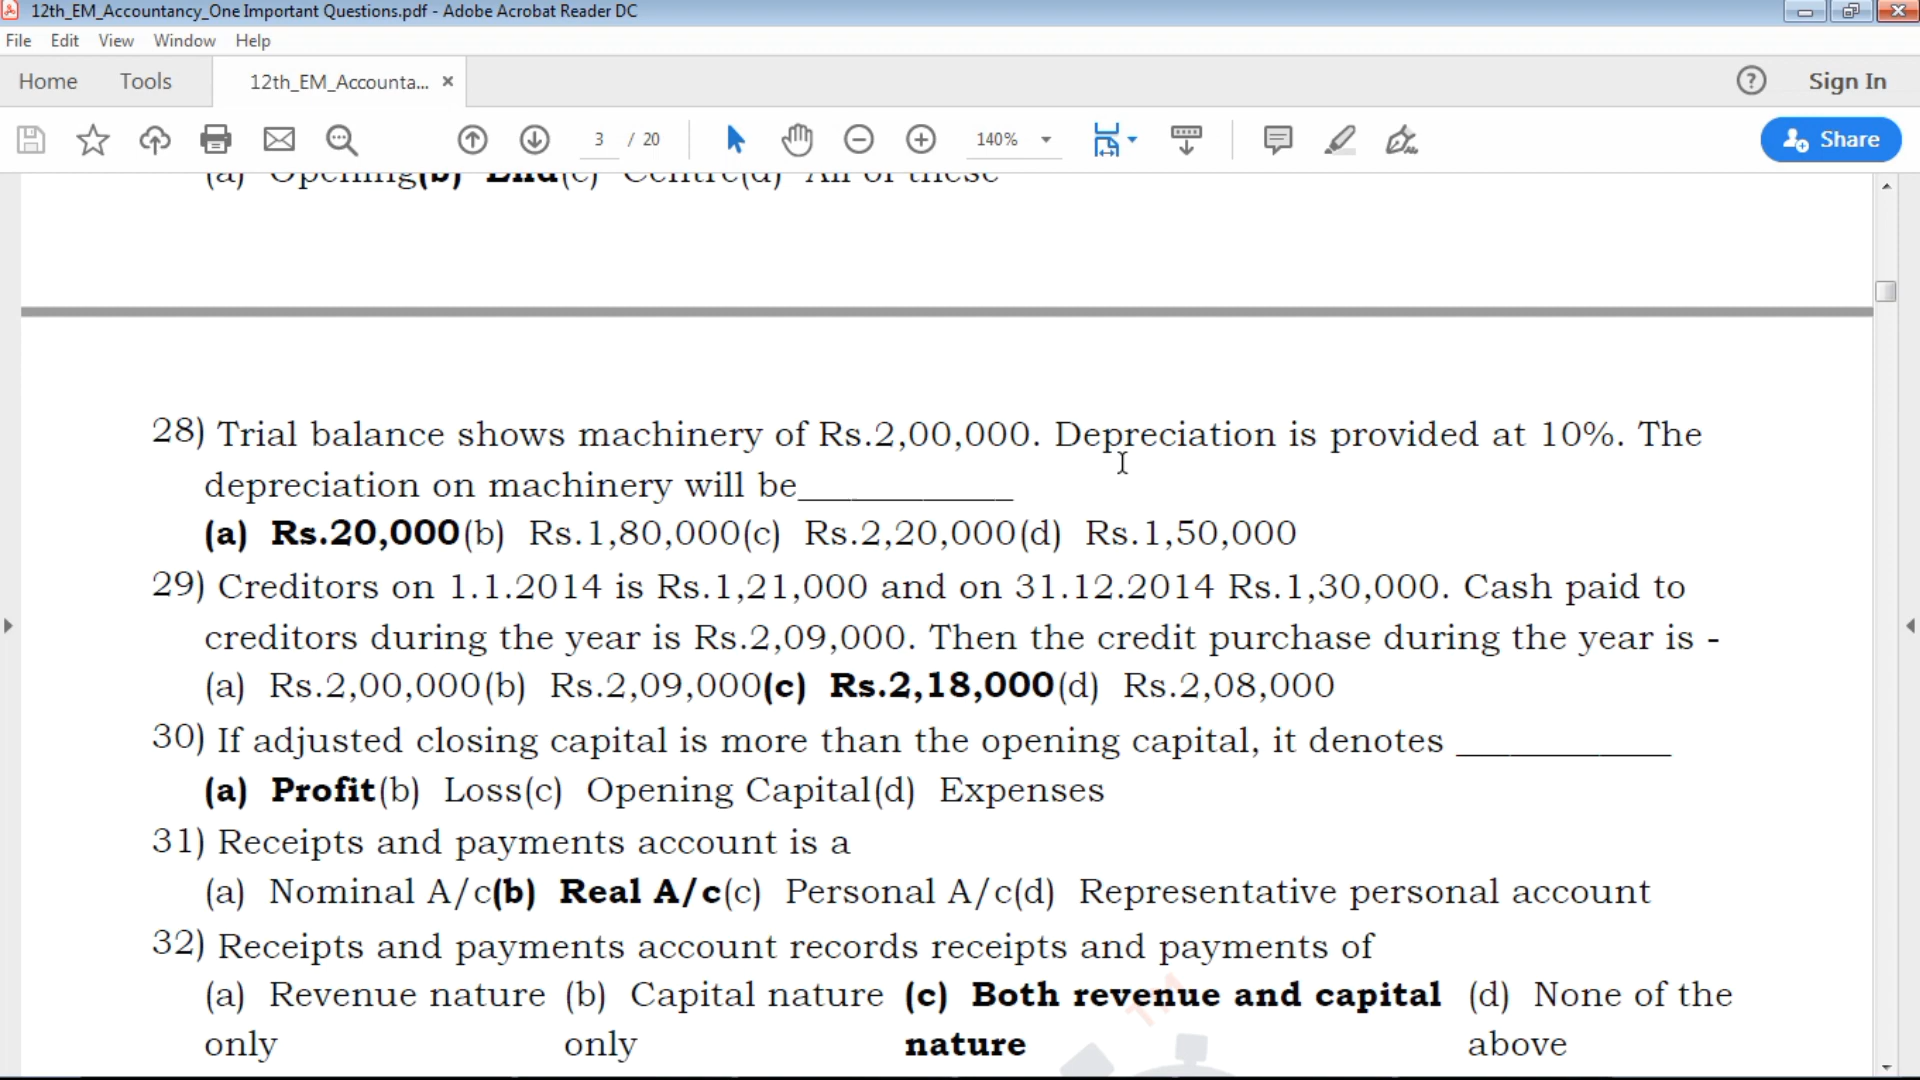 12th_EM_Accountancy_One Important Questions.pdf - Adobe Acrobat Reader DC
File Edit View Window Help
Home Tools 12th_EM_Accounta... × ? Sign In
3 / 20 140% Share
(a) Opening(b) End(c) Centre(d) All of these
28) Trial balance shows machinery of Rs.2,00,000. Depreciation is provided at 10%. The
depreciation on machinery will be____________
(a) Rs.20,000(b) Rs.1,80,000(c) Rs.2,20,000(d) Rs.1,50,000
29) Creditors on 1.1.2014 is Rs.1,21,000 and on 31.12.2014 Rs.1,30,000. Cash paid to
creditors during the year is Rs.2,09,000. Then the credit purchase during the year is -
(a) Rs.2,00,000(b) Rs.2,09,000(c) Rs.2,18,000(d) Rs.2,08,000
30) If adjusted closing capital is more than the opening capital, it denotes ____________
(a) Profit(b) Loss(c) Opening Capital(d) Expenses
31) Receipts and payments account is a
(a) Nominal A/c(b) Real A/c(c) Personal A/c(d) Representative personal account
32) Receipts and payments account records receipts and payments of
(a) Revenue nature (b) Capital nature (c) Both revenue and capital (d) None of the
only only nature above